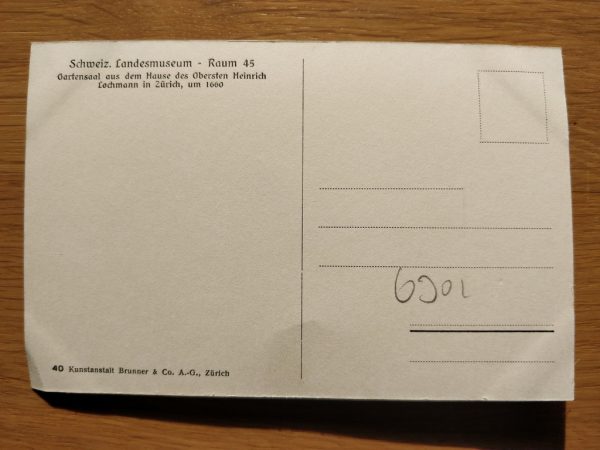 Schweiz. Landesmuseum - Raum 45
Gartensaal aus dem Hause des Obersten Heinrich
Lochmann in Zürich, um 1660
40 Kunstanstalt Brunner & Co. A.-G., Zürich